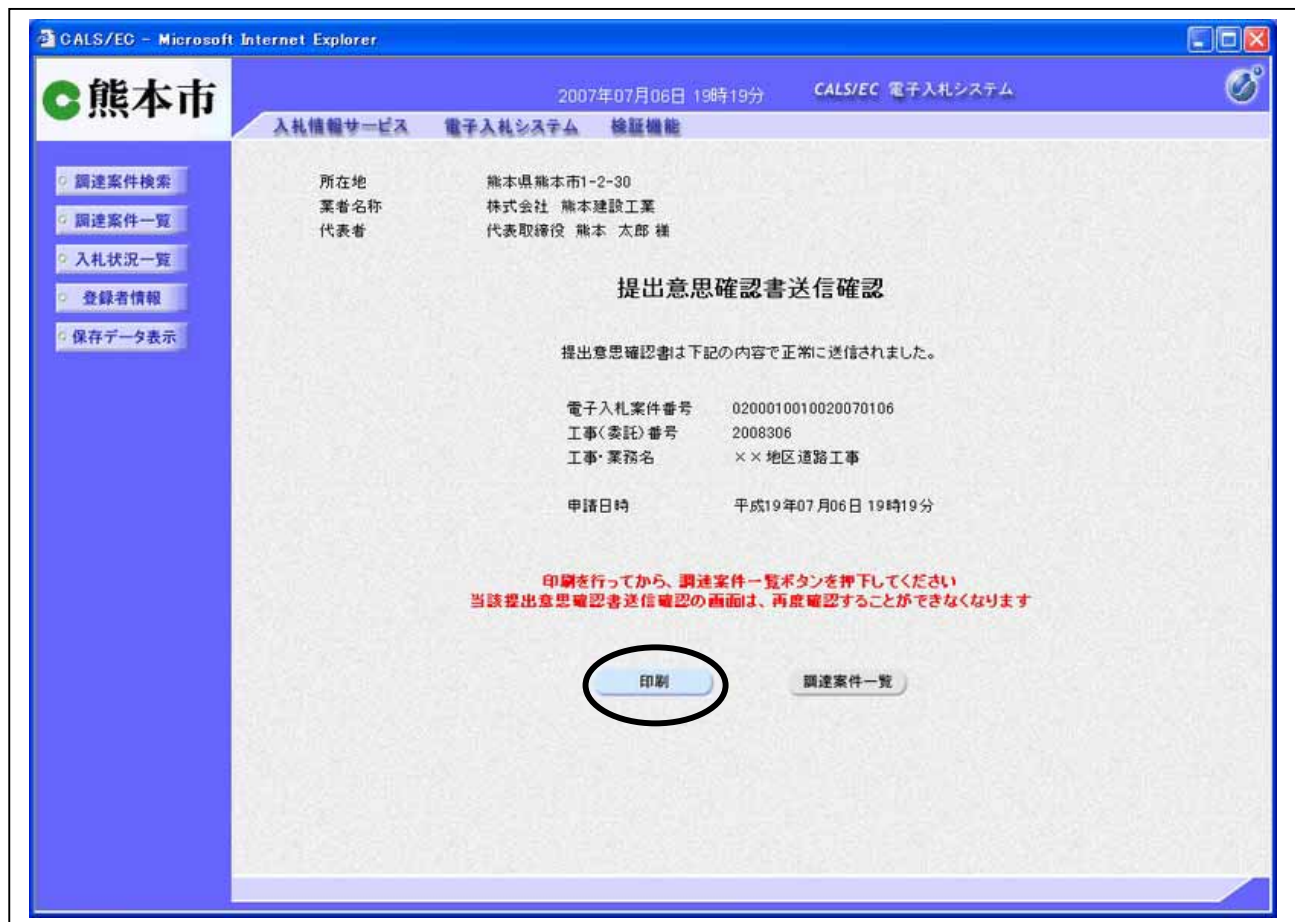 CALS/EC - Microsoft Internet Explorer
熊本市
2007年07月06日 19時19分
CALS/EC 電子入札システム
入札情報サービス 電子入札システム 検証機能
調達案件検索
調達案件一覧
入札状況一覧
登録者情報
保存データ表示
所在地 熊本県熊本市1-2-30
業者名称 株式会社 熊本建設工業
代表者 代表取締役 熊本 太郎 様
提出意思確認書送信確認
提出意思確認書は下記の内容で正常に送信されました。
電子入札案件番号 0200010010020070106
工事(委託)番号 2008306
工事・業務名 ××地区道路工事
申請日時 平成19年07月06日 19時19分
印刷を行ってから、調達案件一覧ボタンを押下してください
当該提出意思確認書送信確認の画面は、再度確認することができなくなります
印刷
調達案件一覧